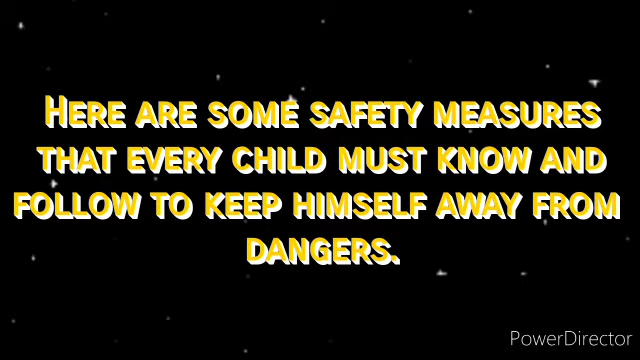 Here are some safety measures
that every child must know and
follow to keep himself away from
dangers.
PowerDirector